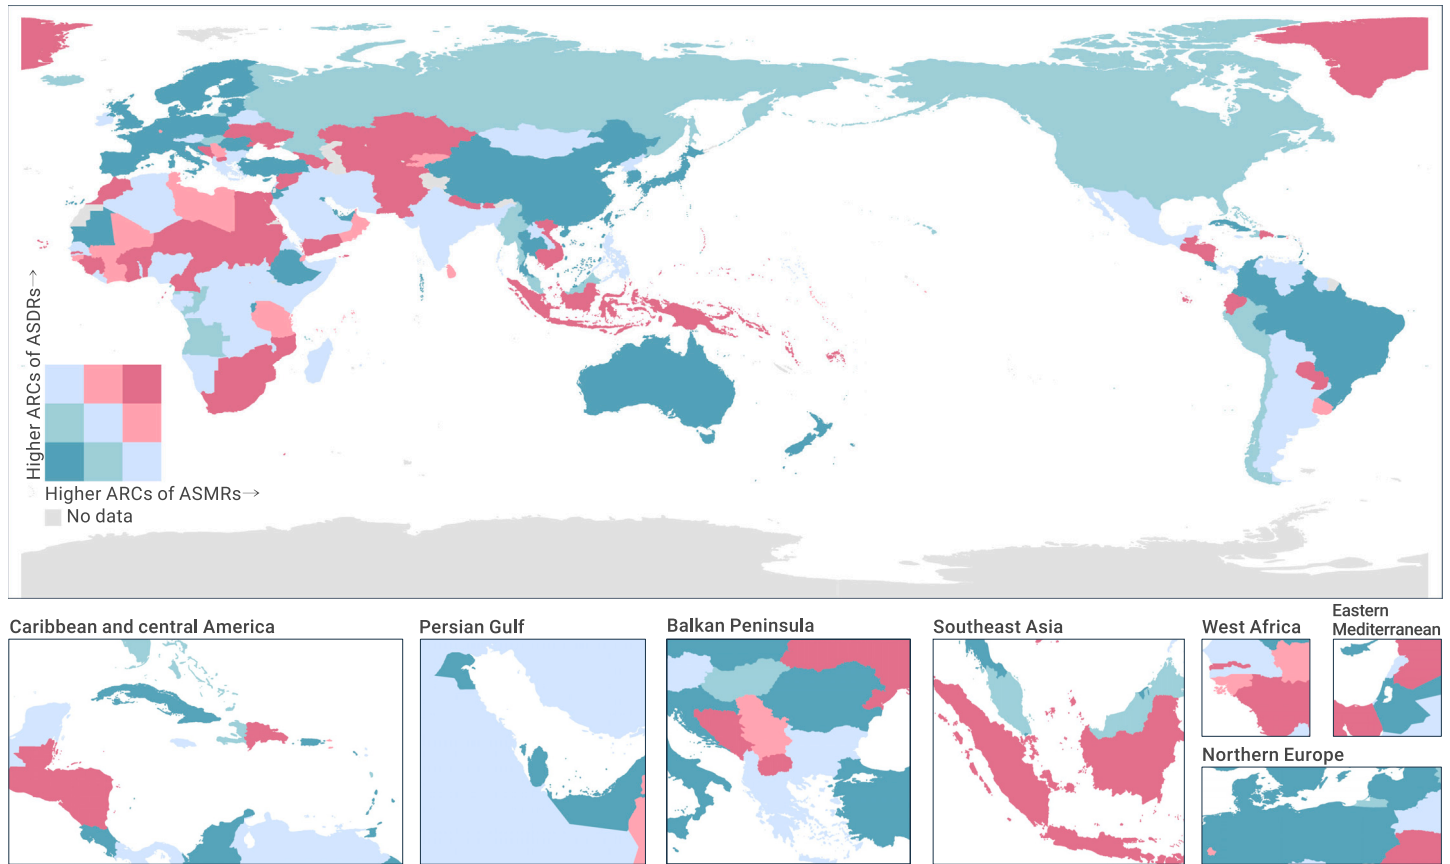 Higher ARCs of ASDRs→
Higher ARCs of ASMRs→
No data
Caribbean and central America
Persian Gulf
Balkan Peninsula
Southeast Asia
West Africa
Eastern
Mediterranean
Northern Europe